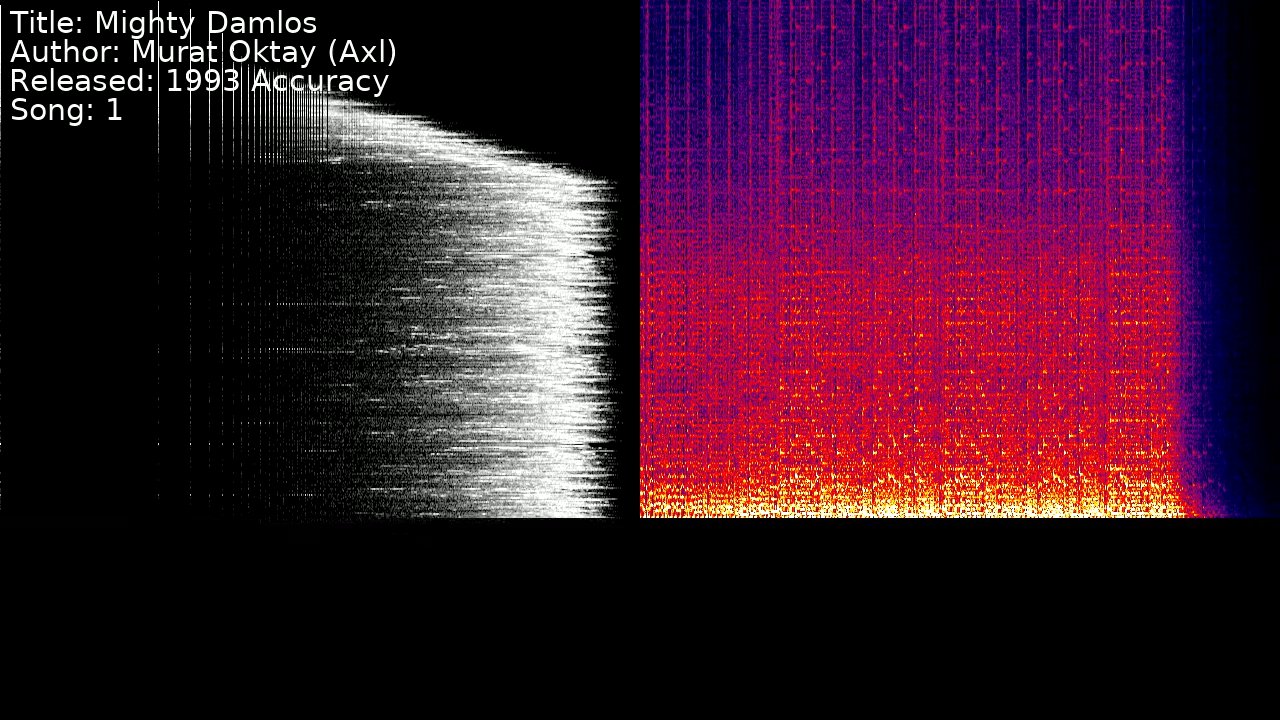 Title: Mighty Damlos
Author: Murat Oktay (Axl)
Released: 1993 Accuracy
Song: 1